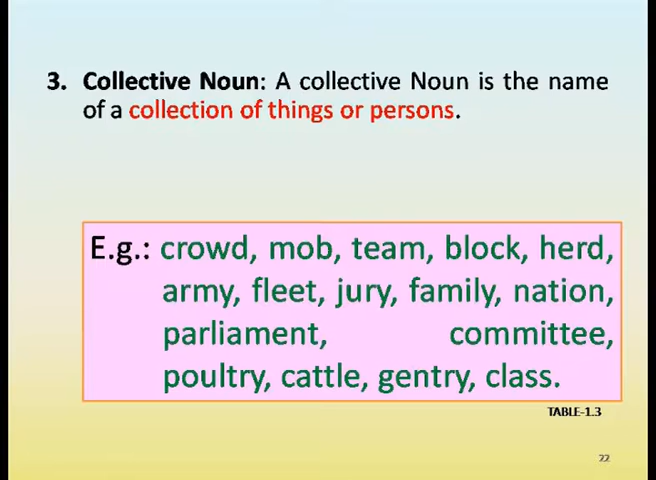 3. Collective Noun: A collective Noun is the name
of a collection of things or persons.
E.g.: crowd, mob, team, block, herd,
army, fleet, jury, family, nation,
parliament, committee,
poultry, cattle, gentry, class.
TABLE-1.3
22